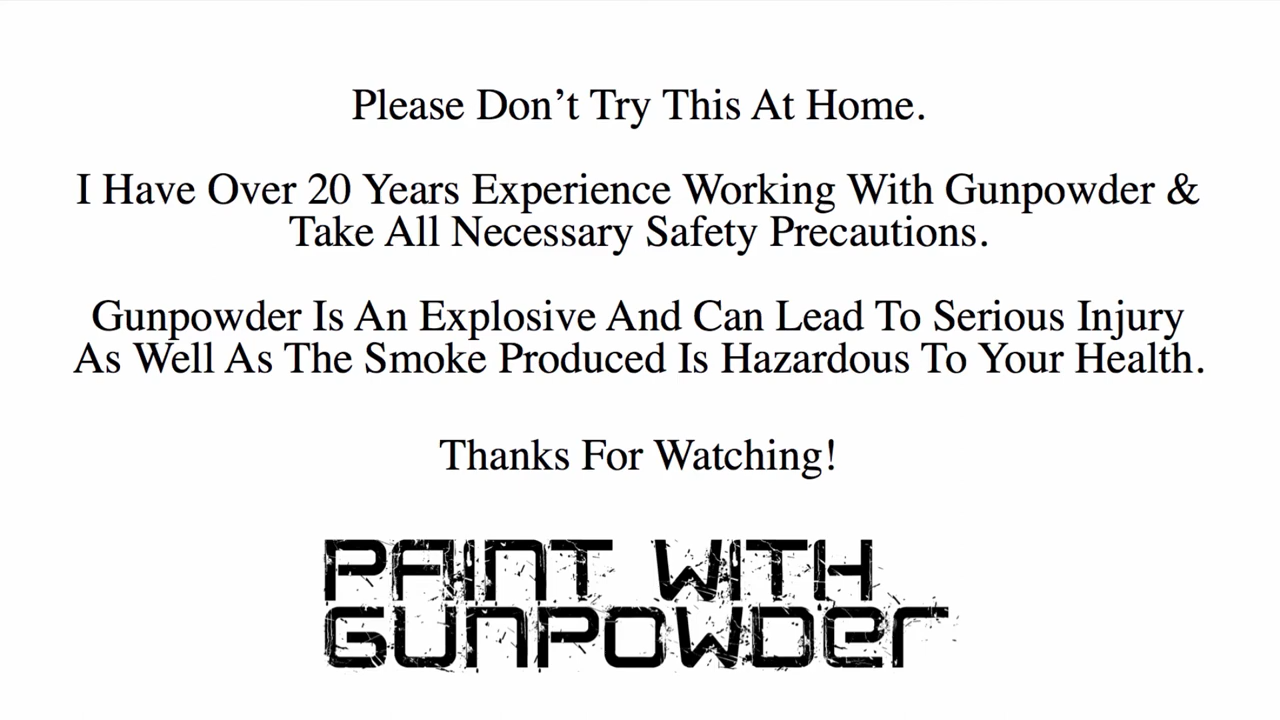 Please Don’t Try This At Home.
I Have Over 20 Years Experience Working With Gunpowder &
Take All Necessary Safety Precautions.
Gunpowder Is An Explosive And Can Lead To Serious Injury
As Well As The Smoke Produced Is Hazardous To Your Health.
Thanks For Watching!
PAINT WITH
GUNPOWDER